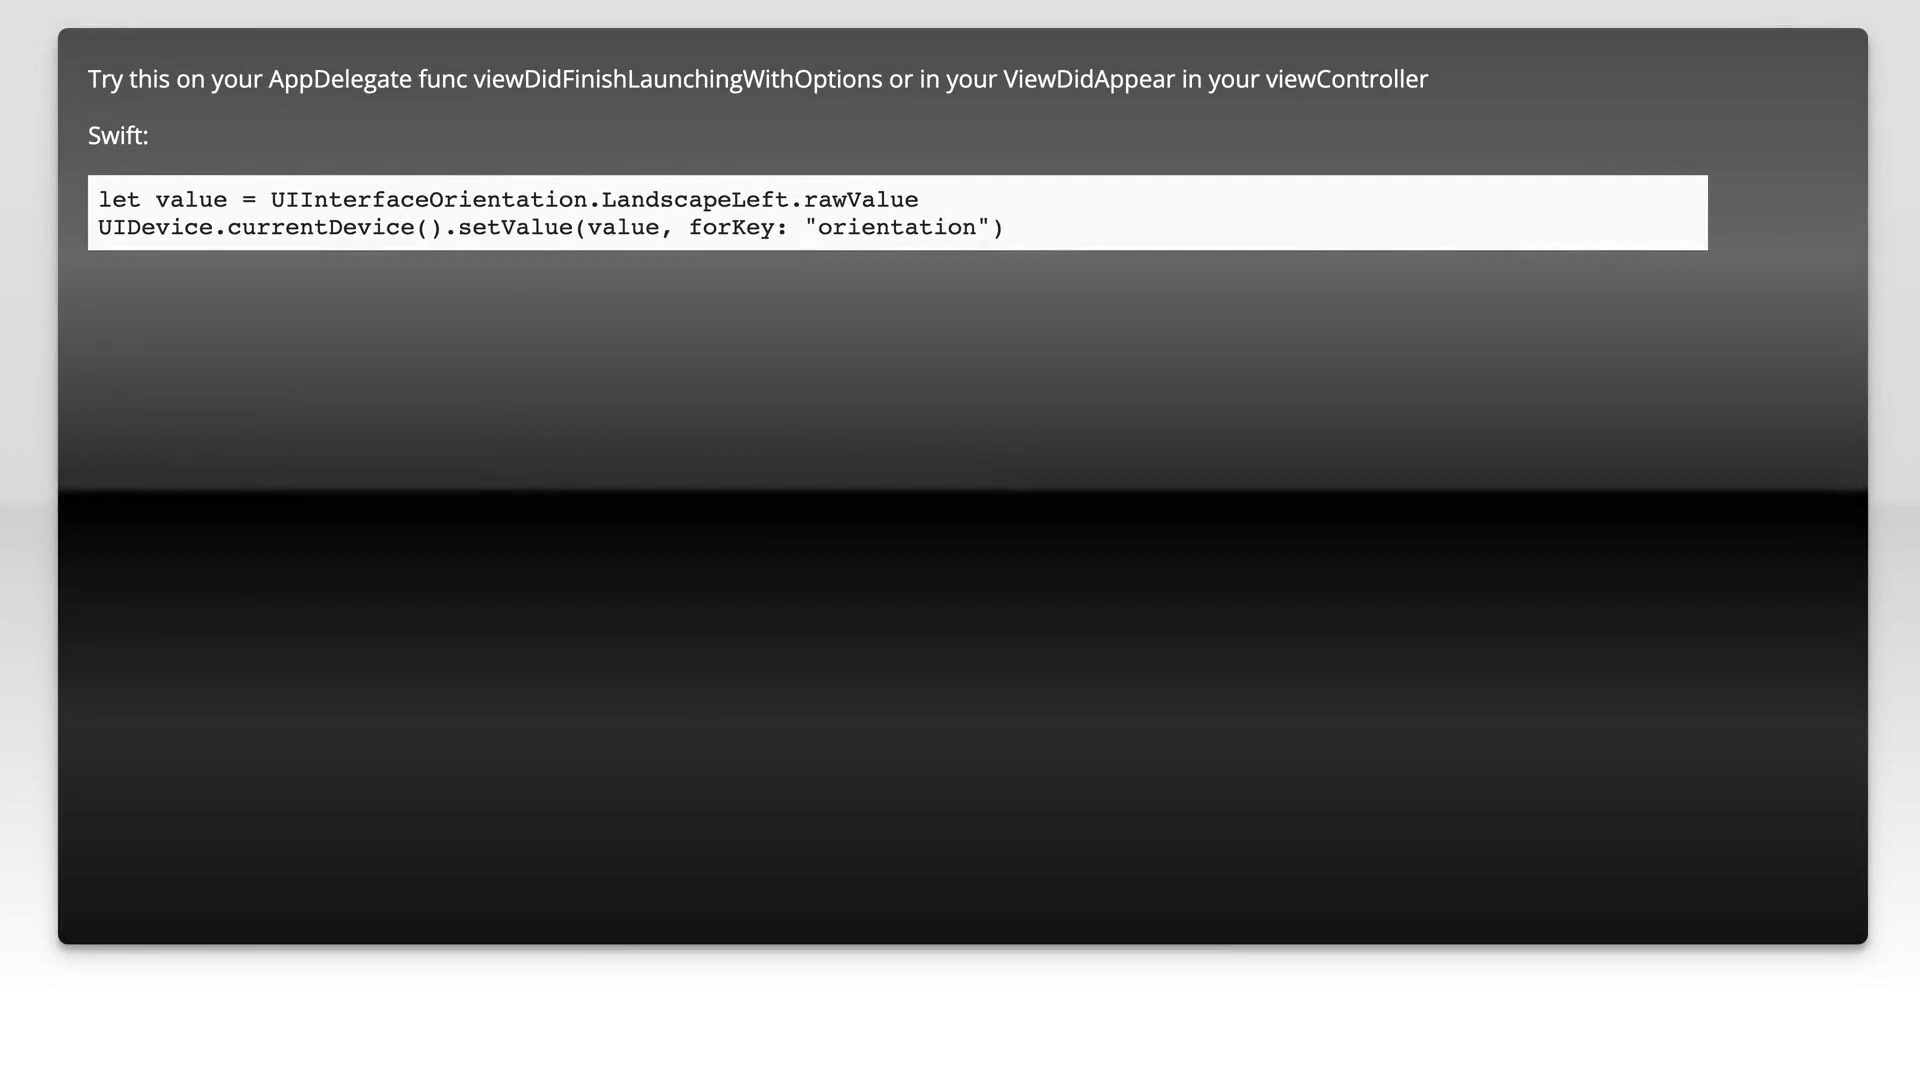 Try this on your AppDelegate func viewDidFinishLaunchingWithOptions or in your ViewDidAppear in your viewController
Swift:
let value = UIInterfaceOrientation.LandscapeLeft.rawValue
UIDevice.currentDevice().setValue(value, forKey: "orientation")